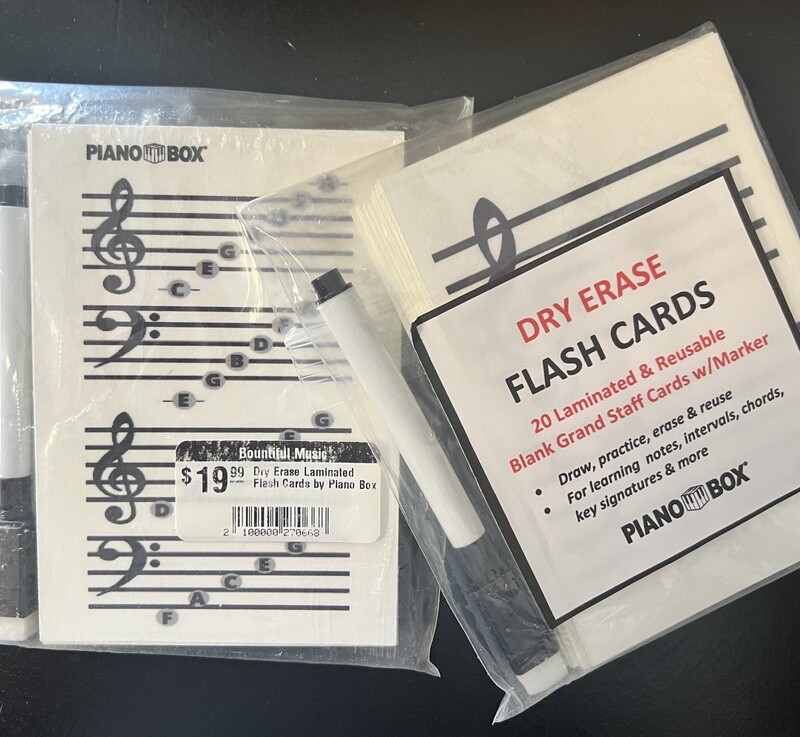 PIANO BOX
G
E
C
D
B
G
E
G
E
Bountiful Music
$19.99 Dry Erase Laminated
Flash Cards by Piano Box
2 100000 270668
D
G
E
C
A
F
DRY ERASE
FLASH CARDS
20 Laminated & Reusable
Blank Grand Staff Cards w/Marker
• Draw, practice, erase & reuse
• For learning notes, intervals, chords,
key signatures & more
PIANO BOX